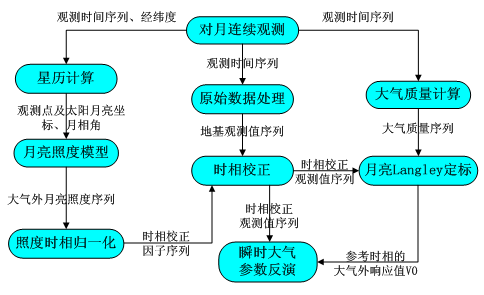 观测时间序列、经纬度
对月连续观测
观测时间序列
观测时间序列
星历计算
原始数据处理
大气质量计算
观测点及太阳月亮坐
标、月相角
地基观测值序列
大气质量序列
月亮照度模型
时相校正
时相校正
观测值序列
月亮Langley定标
大气外月亮照度序列
时相校正
观测值序列
照度时相归一化
时相校正
因子序列
瞬时大气
参数反演
参考时相的
大气外响应值V0